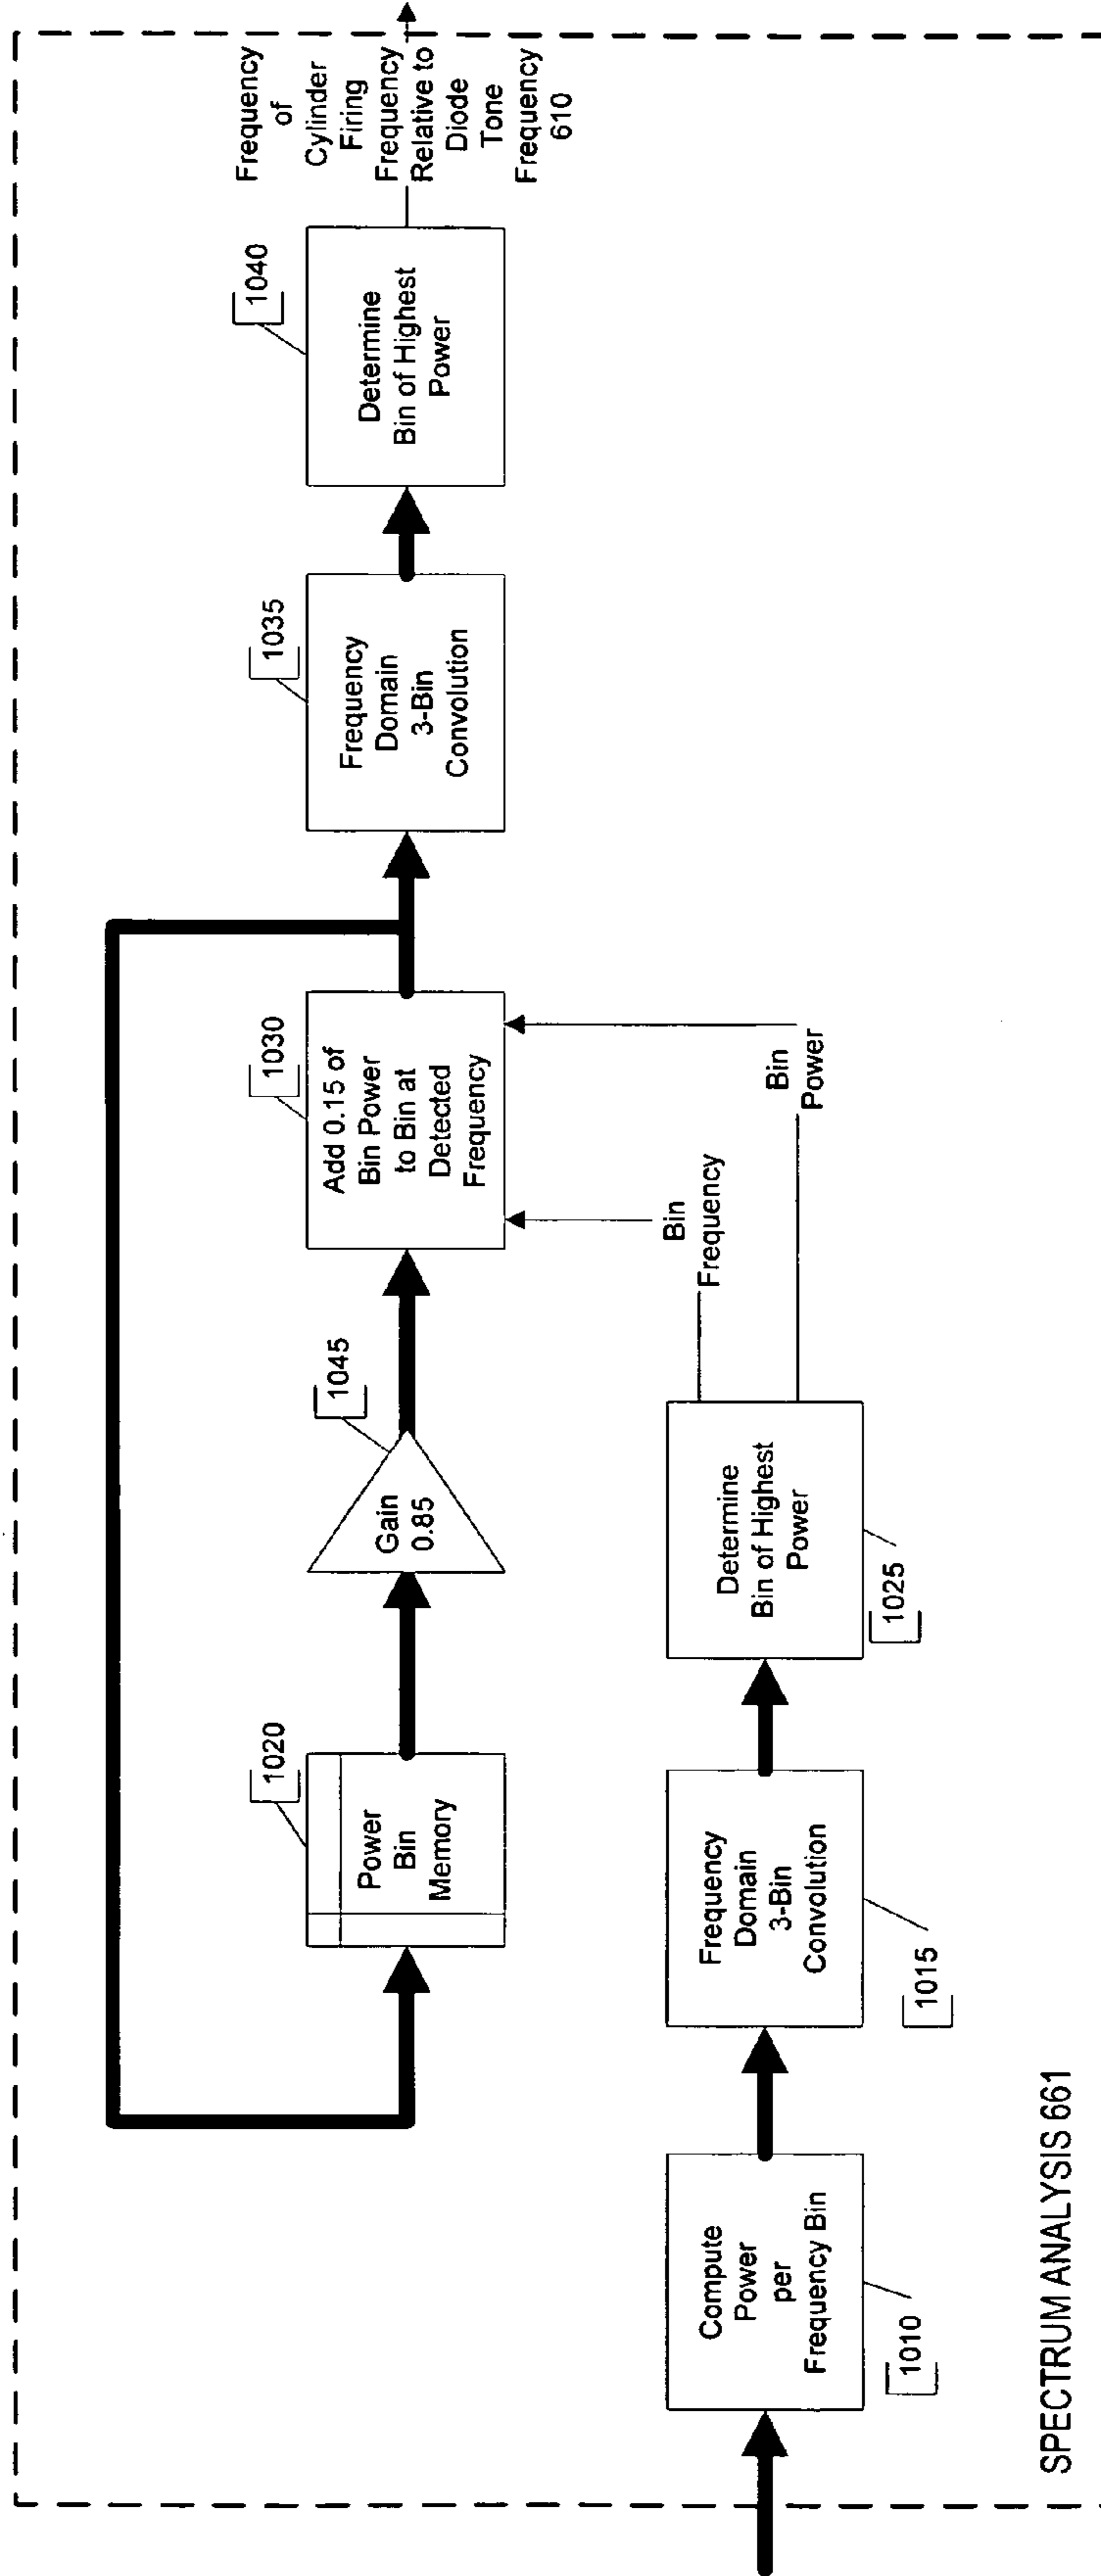 Frequency
of
Cylinder
Firing
Frequency
Relative to
Diode
Tone
Frequency
610
1020
Power
Bin
Memory
1045
Gain
0.85
1030
Add 0.15 of
Bin Power
to Bin at
Detected
Frequency
1035
Frequency
Domain
3-Bin
Convolution
1040
Determine
Bin of Highest
Power
Compute
Power
per
Frequency Bin
1010
Frequency
Domain
3-Bin
Convolution
1015
Determine
Bin of Highest
Power
1025
Bin
Frequency
Bin
Power
SPECTRUM ANALYSIS 661